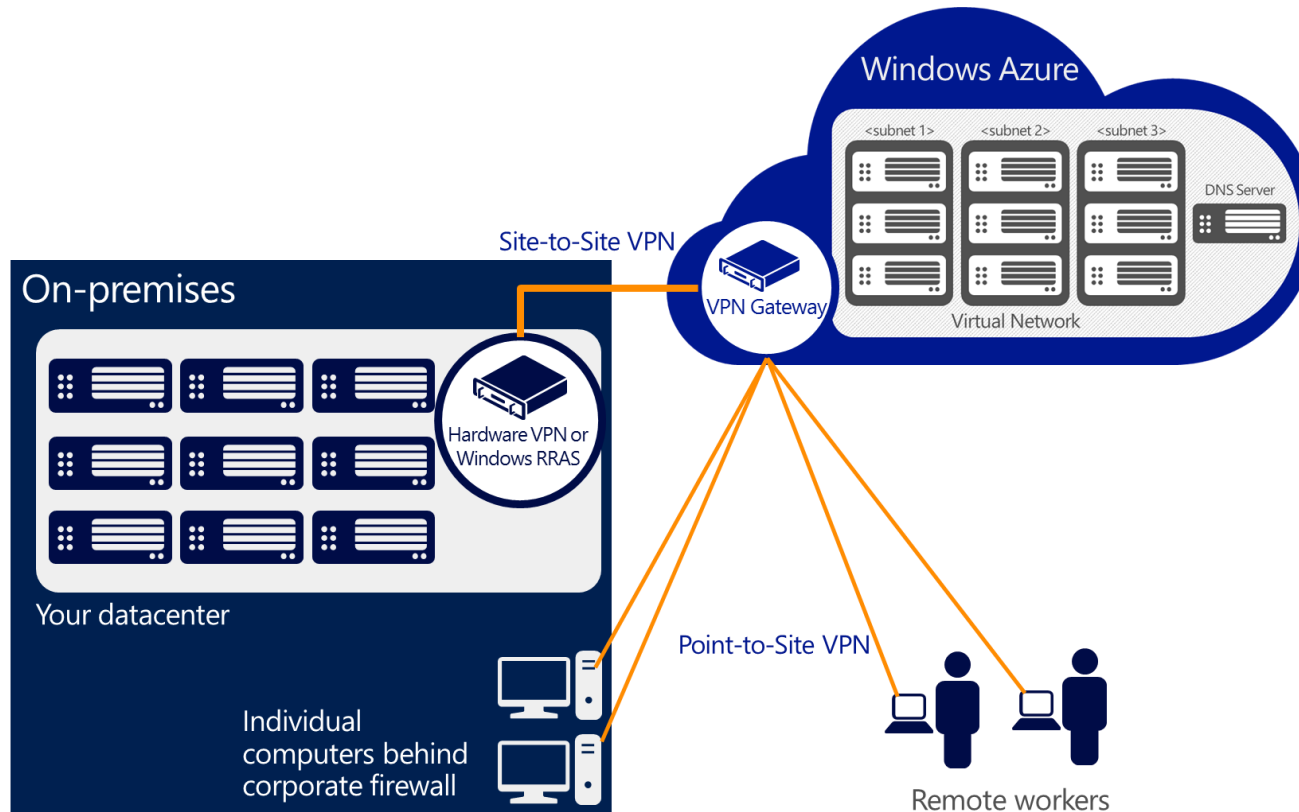 Windows Azure
<subnet 1>
<subnet 2>
<subnet 3>
DNS Server
Site-to-Site VPN
VPN Gateway
Virtual Network
On-premises
Hardware VPN or
Windows RRAS
Your datacenter
Point-to-Site VPN
Individual
computers behind
corporate firewall
Remote workers